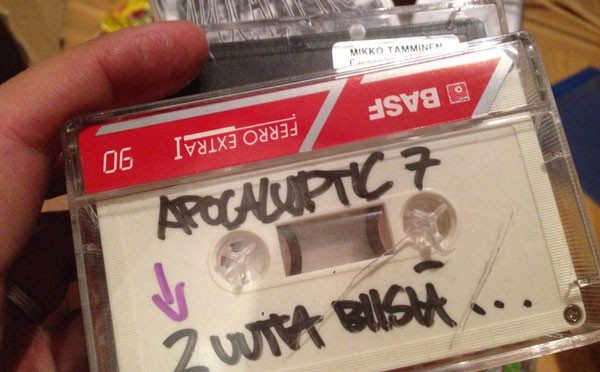 MIKKO TAMMINEN
BASF
FERRO EXTRA I
90
APOCALYPTIC 7
2 UUTTA BIISIÄ...